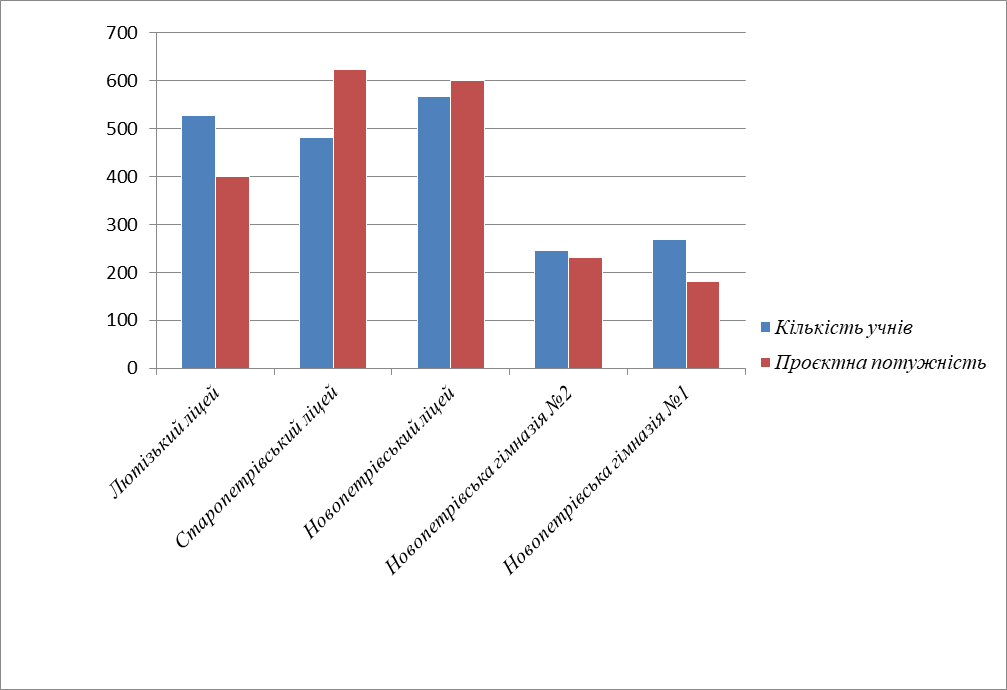 700
600
500
400
300
200
100
0
Лютізький ліцей
Старопетрівський ліцей
Новопетрівський ліцей
Новопетрівська гімназія №2
Новопетрівська гімназія №1
Кількість учнів
Проєктна потужність